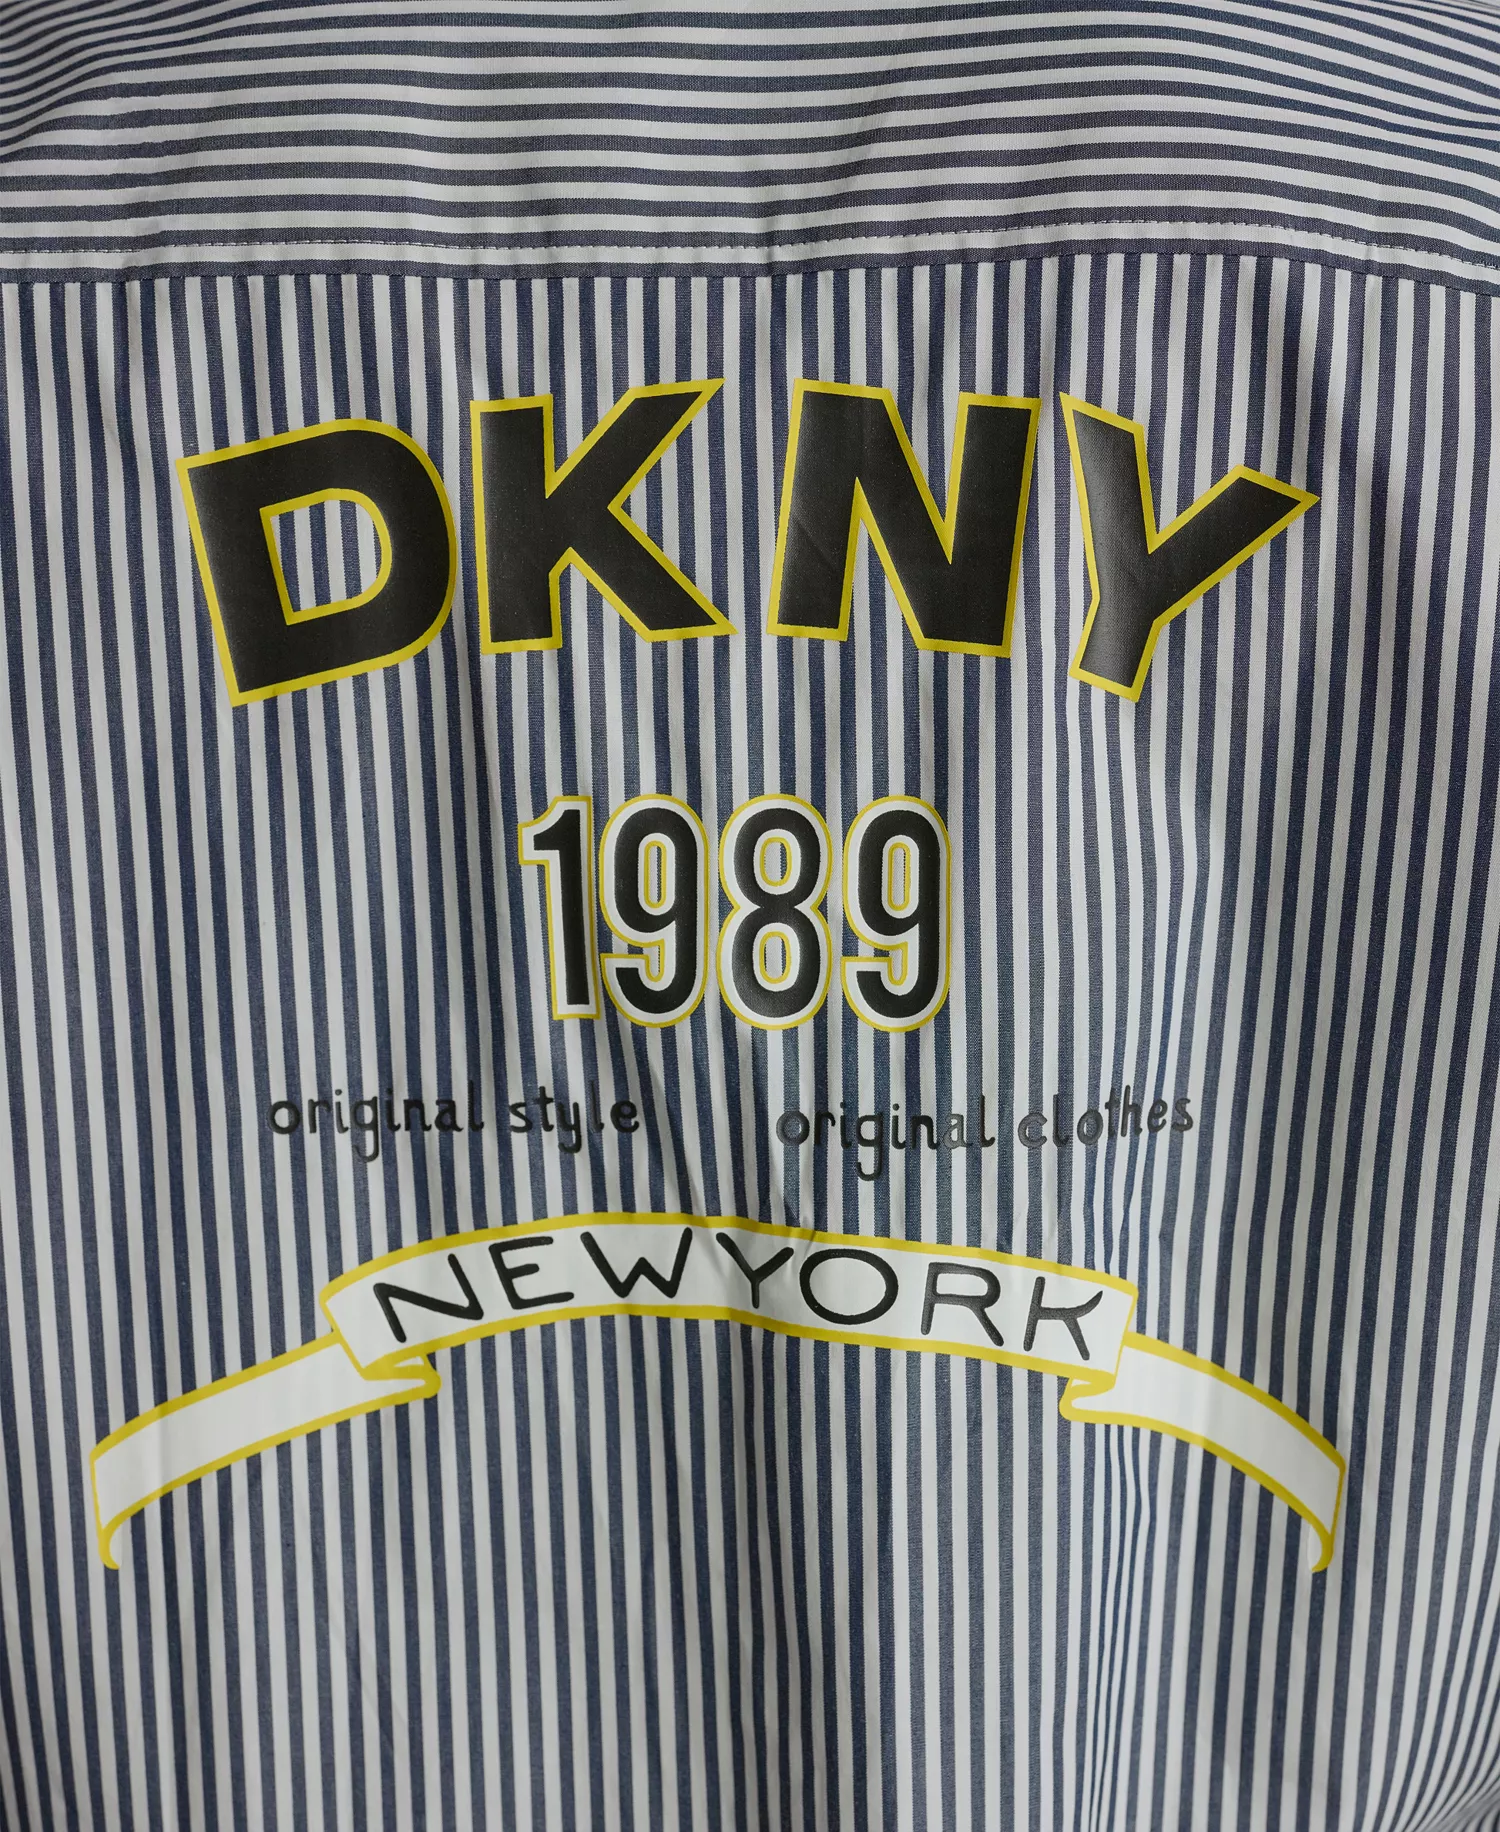 DKNY
1989
original style original clothes
NEWYORK